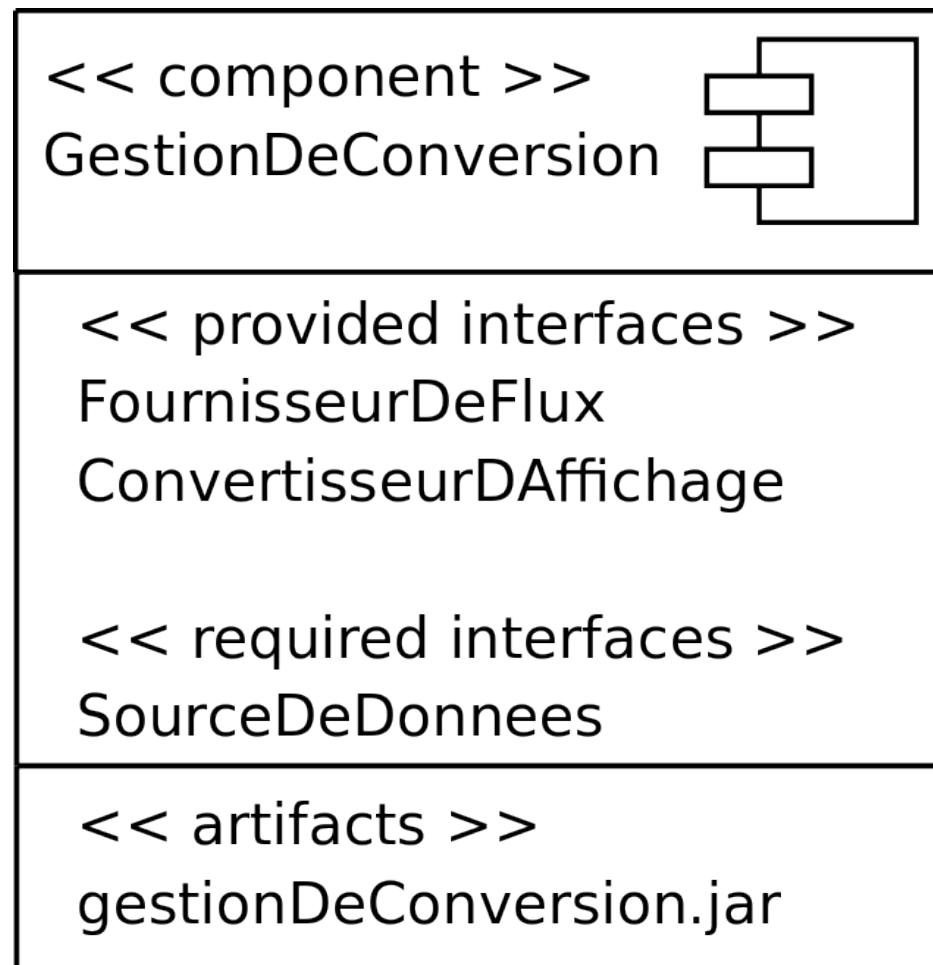 << component >>
GestionDeConversion
<< provided interfaces >>
FournisseurDeFlux
ConvertisseurDAffichage
<< required interfaces >>
SourceDeDonnees
<< artifacts >>
gestionDeConversion.jar